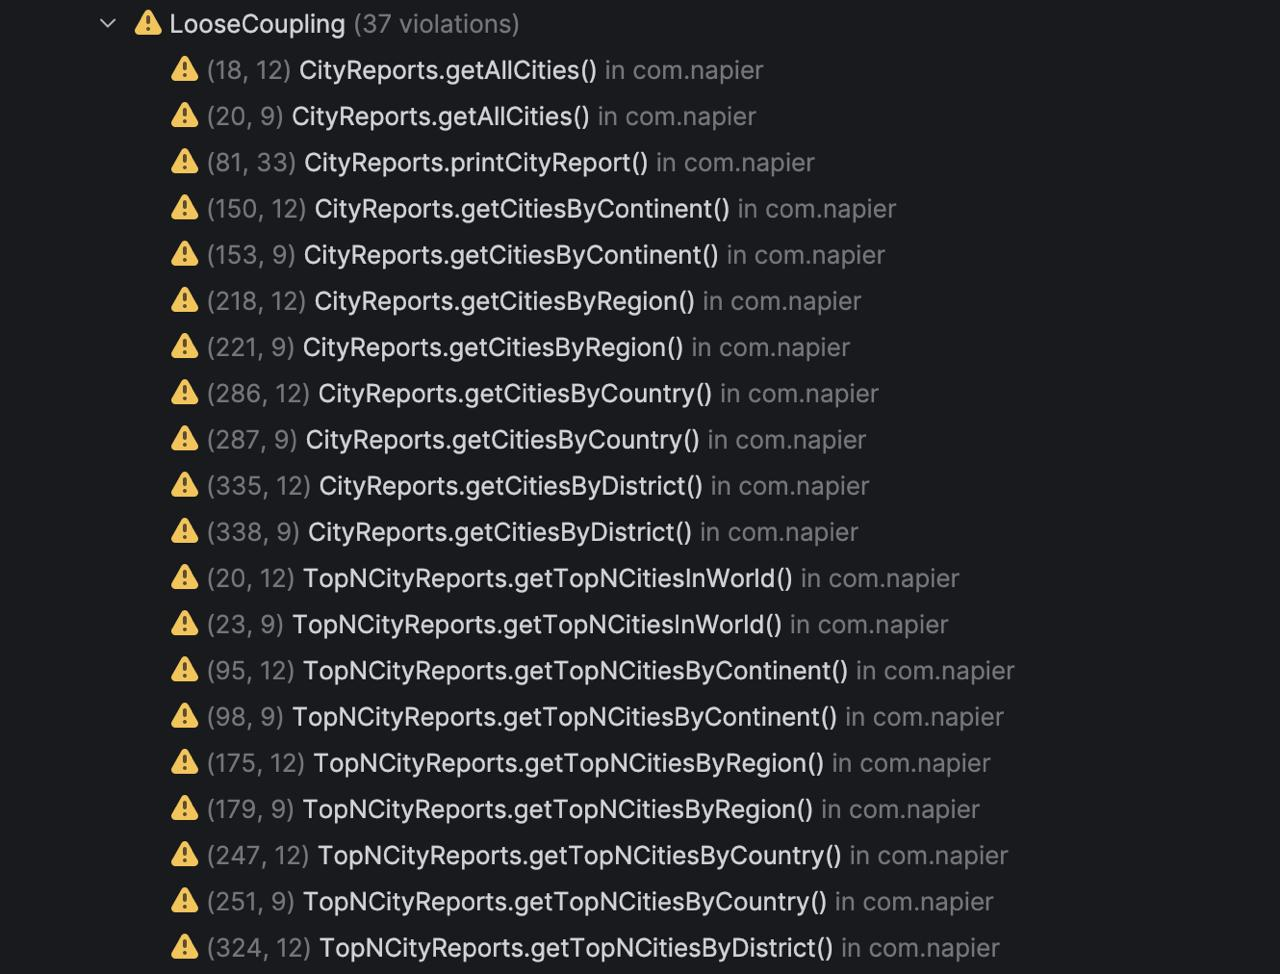 LooseCoupling (37 violations)
(18, 12) CityReports.getAllCities() in com.napier
(20, 9) CityReports.getAllCities() in com.napier
(81, 33) CityReports.printCityReport() in com.napier
(150, 12) CityReports.getCitiesByContinent() in com.napier
(153, 9) CityReports.getCitiesByContinent() in com.napier
(218, 12) CityReports.getCitiesByRegion() in com.napier
(221, 9) CityReports.getCitiesByRegion() in com.napier
(286, 12) CityReports.getCitiesByCountry() in com.napier
(287, 9) CityReports.getCitiesByCountry() in com.napier
(335, 12) CityReports.getCitiesByDistrict() in com.napier
(338, 9) CityReports.getCitiesByDistrict() in com.napier
(20, 12) TopNCityReports.getTopNCitiesInWorld() in com.napier
(23, 9) TopNCityReports.getTopNCitiesInWorld() in com.napier
(95, 12) TopNCityReports.getTopNCitiesByContinent() in com.napier
(98, 9) TopNCityReports.getTopNCitiesByContinent() in com.napier
(175, 12) TopNCityReports.getTopNCitiesByRegion() in com.napier
(179, 9) TopNCityReports.getTopNCitiesByRegion() in com.napier
(247, 12) TopNCityReports.getTopNCitiesByCountry() in com.napier
(251, 9) TopNCityReports.getTopNCitiesByCountry() in com.napier
(324, 12) TopNCityReports.getTopNCitiesByDistrict() in com.napier